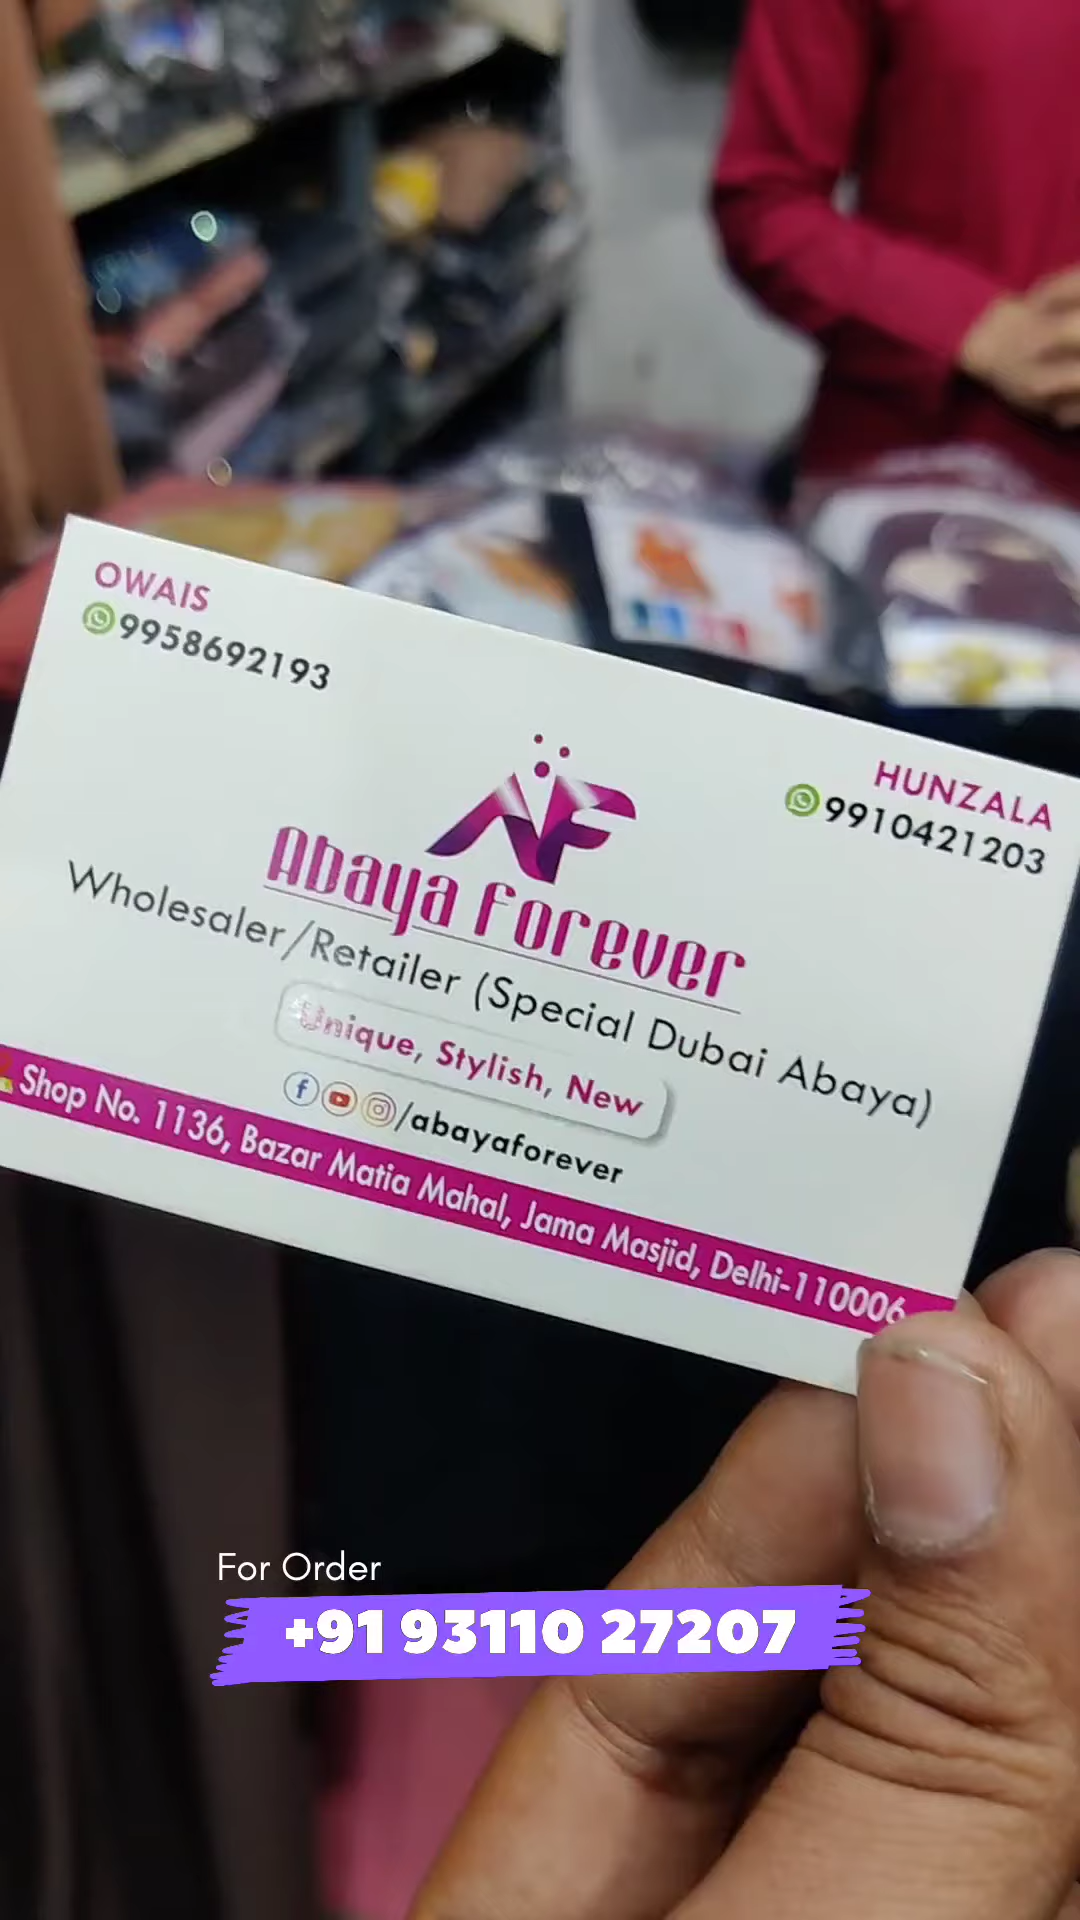 OWAIS
9958692193
HUNZALA
9910421203
AF
Abaya Forever
Wholesaler/Retailer (Special Dubai Abaya)
Unique, Stylish, New
/abayaforever
Shop No. 1136, Bazar Matia Mahal, Jama Masjid, Delhi-110006
For Order
+91 93110 27207